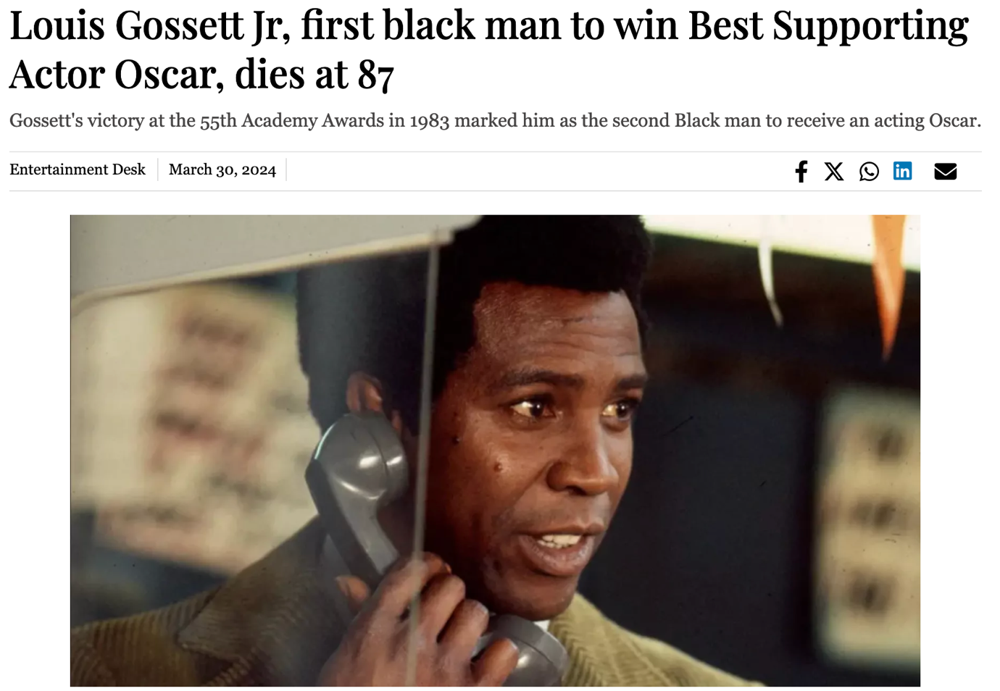 Louis Gossett Jr, first black man to win Best Supporting
Actor Oscar, dies at 87
Gossett's victory at the 55th Academy Awards in 1983 marked him as the second Black man to receive an acting Oscar.
Entertainment Desk
March 30, 2024